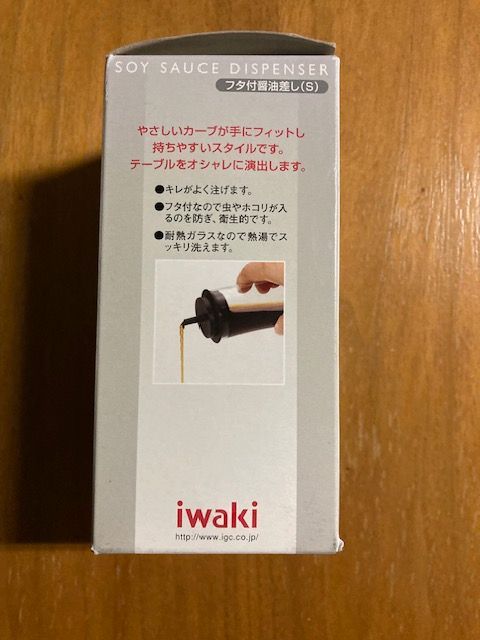 SOY SAUCE DISPENSER
フタ付醤油差し(S)
やさしいカーブが手にフィットし
持ちやすいスタイルです。
テーブルをオシャレに演出します。
●キレがよく注げます。
●フタ付なので虫やホコリが入
るのを防ぎ、衛生的です。
●耐熱ガラスなので熱湯でス
ッキリ洗えます。
iwaki
http://www.igc.co.jp/